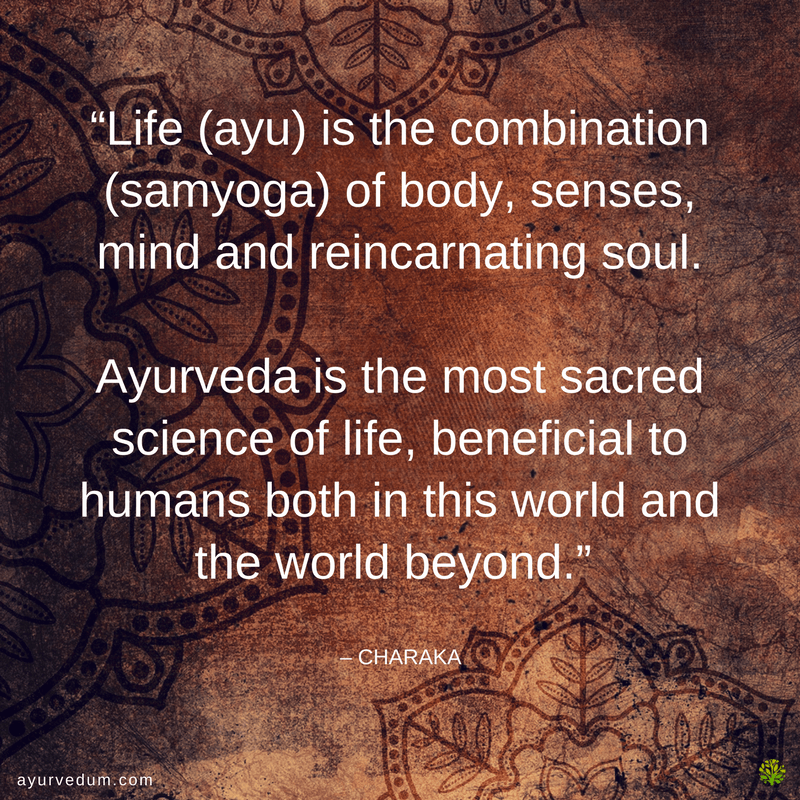 “Life (ayu) is the combination
(samyoga) of body, senses,
mind and reincarnating soul.
Ayurveda is the most sacred
science of life, beneficial to
humans both in this world and
the world beyond.”
– CHARAKA
ayurvedum.com